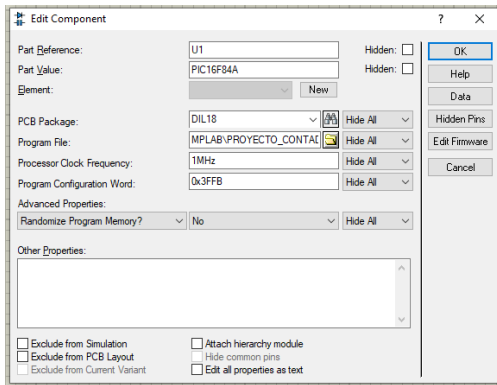 Edit Component ? ×
Part Reference: U1 Hidden: OK
Part Value: PIC16F84A Hidden: Help
Element: New Data
PCB Package: DIL18 Hide All Hidden Pins
Program File: MPLAB\PROYECTO_CONTAD Hide All Edit Firmware
Processor Clock Frequency: 1MHz Hide All Cancel
Program Configuration Word: 0x3FFB Hide All
Advanced Properties:
Randomize Program Memory? No Hide All
Other Properties:
Exclude from Simulation Attach hierarchy module
Exclude from PCB Layout Hide common pins
Exclude from Current Variant Edit all properties as text